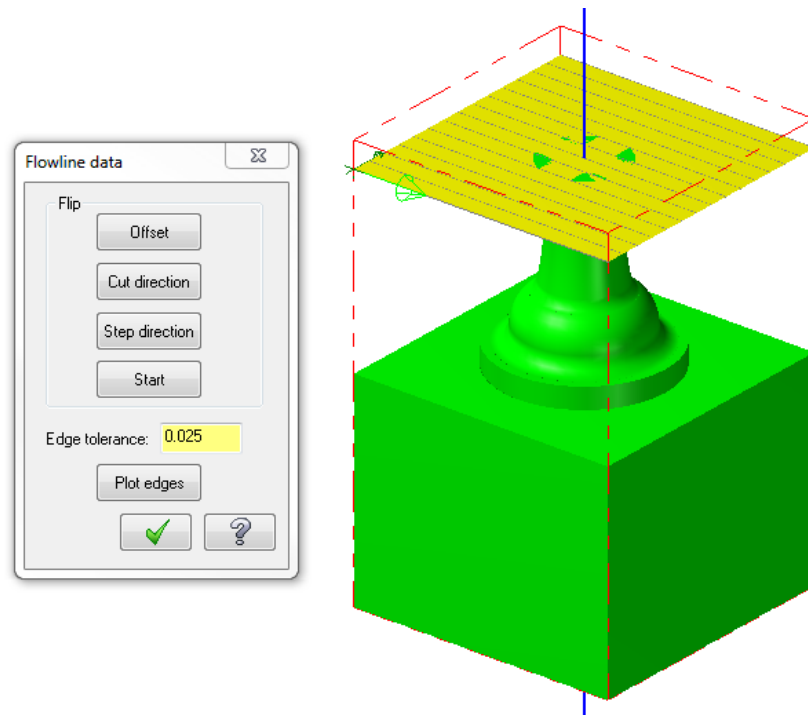 Flowline data
Flip
Offset
Cut direction
Step direction
Start
Edge tolerance: 0.025
Plot edges